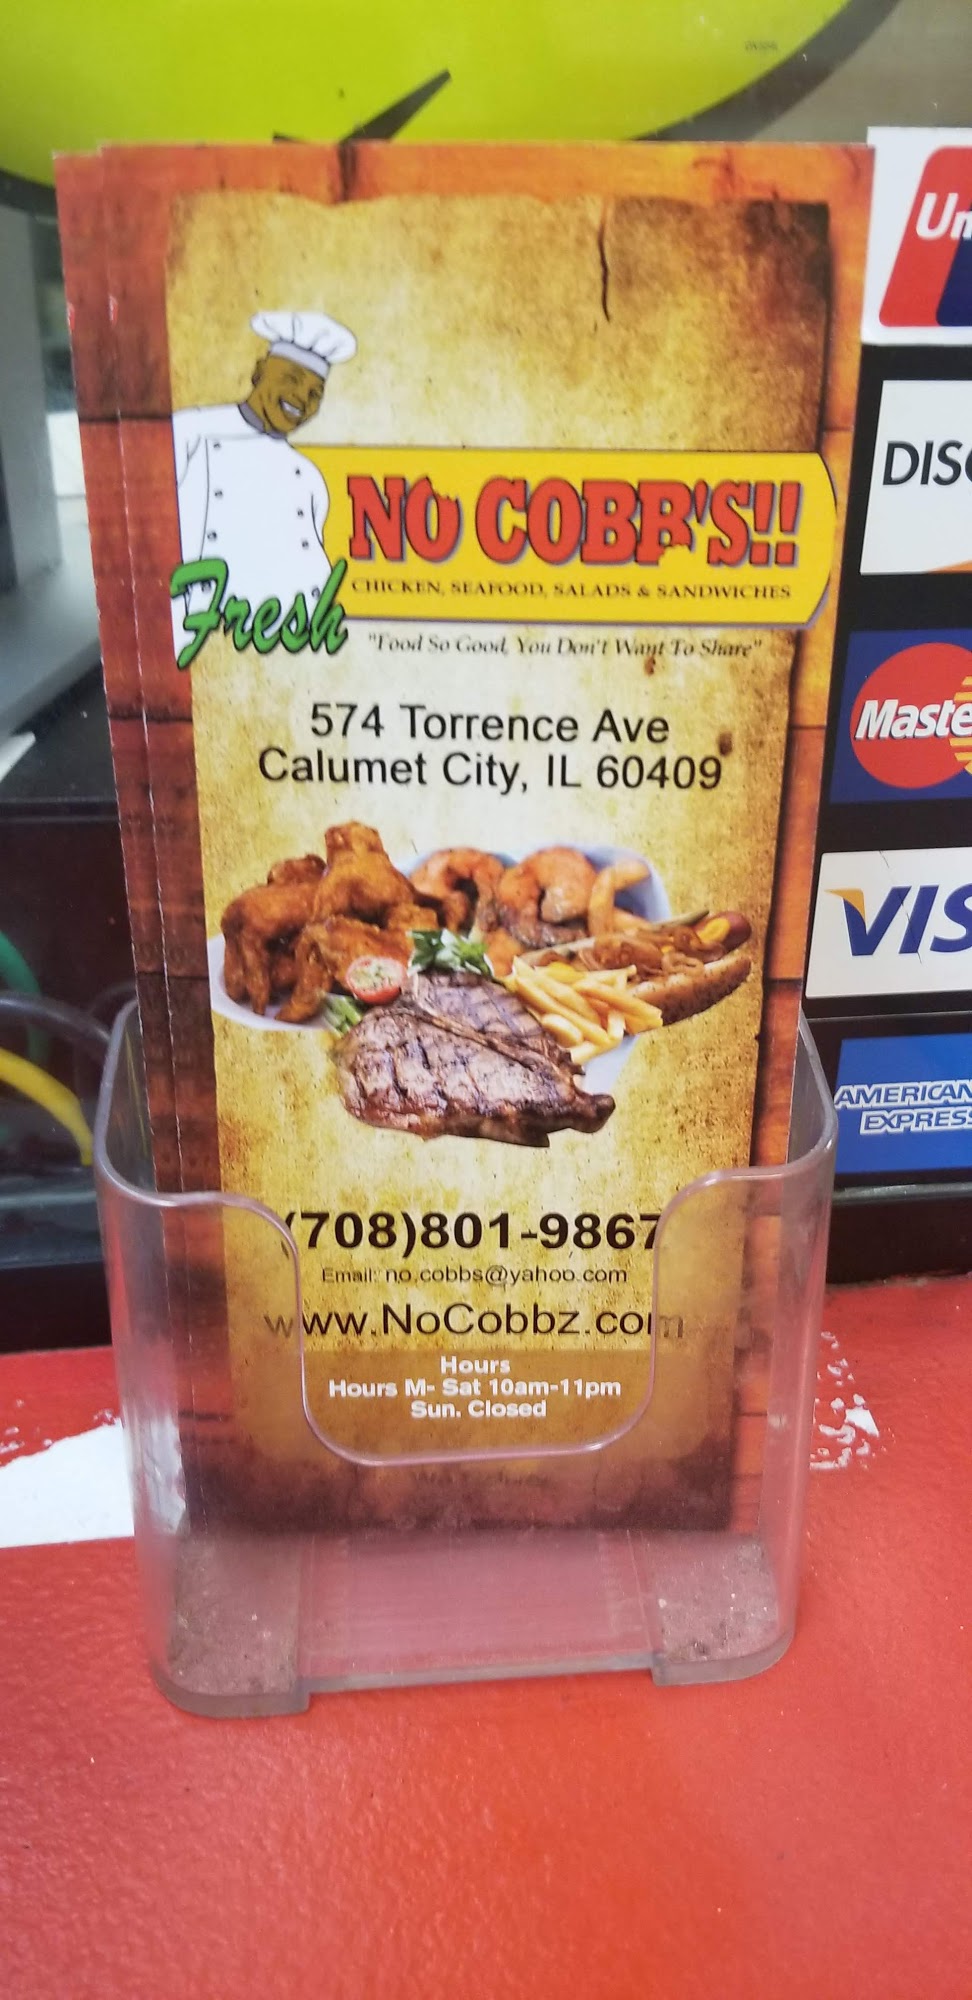 NO COBB'S!!
CHICKEN, SEAFOOD, SALADS & SANDWICHES
Fresh
"Food So Good, You Don't Want To Share"
574 Torrence Ave
Calumet City, IL 60409
(708)801-9867
Email: no.cobbs@yahoo.com
www.NoCobbz.com
Hours
Hours M- Sat 10am-11pm
Sun. Closed
Un
DISC
Maste
VIS
AMERICAN
EXPRESS